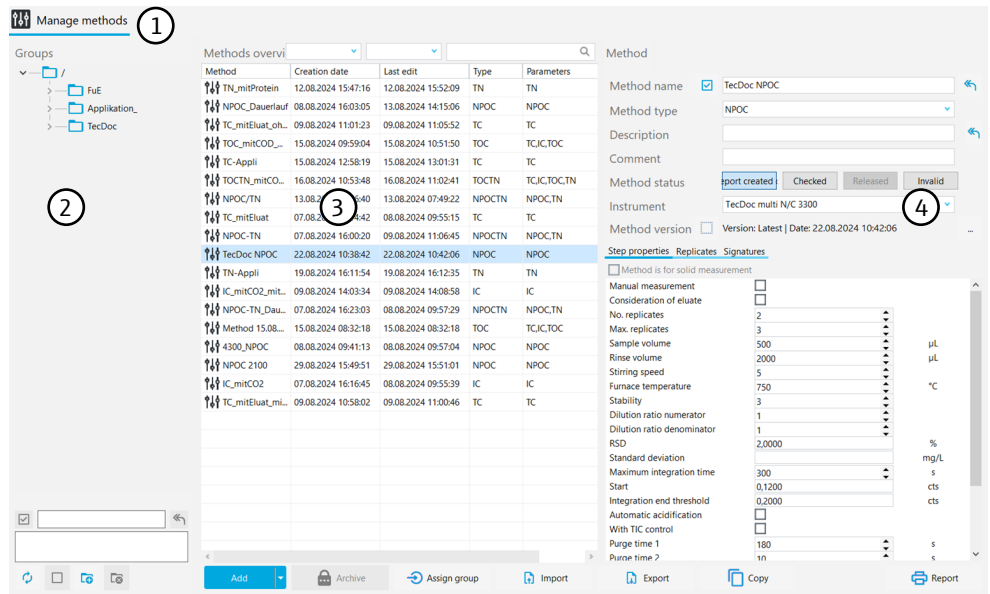 Manage methods
1
Groups
/
FuE
Applikation_
TecDoc
2
Methods overvi
Method Creation date Last edit Type Parameters
TN_mitProtein 12.08.2024 15:47:16 12.08.2024 15:52:09 TN TN
NPOC_Dauerlauf 08.08.2024 16:03:05 13.08.2024 14:15:06 NPOC NPOC
TC_mitEluat_oh... 09.08.2024 11:01:23 09.08.2024 11:05:52 TC TC
TOC_mitCOD_... 15.08.2024 09:59:04 15.08.2024 10:51:50 TOC TC,IC,TOC
TC-Appli 15.08.2024 12:58:19 15.08.2024 13:01:31 TC TC
TOCTN_mitCO... 16.08.2024 10:53:48 16.08.2024 11:02:41 TOCTN TC,IC,TOC,TN
NPOC/TN 13.08 :40 13.08.2024 07:49:22 NPOCTN NPOC,TN
3
TC_mitEluat 07.08 4:42 08.08.2024 09:55:15 TC TC
NPOC-TN 07.08.2024 16:00:20 09.08.2024 11:06:45 NPOCTN NPOC,TN
TecDoc NPOC 22.08.2024 10:38:42 22.08.2024 10:42:06 NPOC NPOC
TN-Appli 19.08.2024 16:11:54 19.08.2024 16:12:35 TN TN
IC_mitCO2_mit... 09.08.2024 14:03:34 09.08.2024 14:08:58 IC IC
NPOC-TN_Dau... 07.08.2024 16:23:03 08.08.2024 09:57:29 NPOCTN NPOC,TN
Method 15.08.... 15.08.2024 08:32:18 15.08.2024 08:32:18 TOC TC,IC,TOC
4300_NPOC 08.08.2024 09:41:13 08.08.2024 09:57:04 NPOC NPOC
NPOC 2100 29.08.2024 15:49:51 29.08.2024 15:51:01 NPOC NPOC
IC_mitCO2 07.08.2024 16:16:45 08.08.2024 09:55:39 IC IC
TC_mitEluat_mi... 09.08.2024 10:58:02 09.08.2024 11:00:46 TC TC
Add
Archive
Assign group
Import
Export
Copy
Report
Method
Method name TecDoc NPOC
Method type NPOC
Description
Comment
Method status eport created Checked Released Invalid
Instrument TecDoc multi N/C 3300
4
Method version Version: Latest | Date: 22.08.2024 10:42:06 ...
Step properties Replicates Signatures
Method is for solid measurement
Manual measurement
Consideration of eluate
No. replicates 2
Max. replicates 3
Sample volume 500 µL
Rinse volume 2000 µL
Stirring speed 5
Furnace temperature 750 °C
Stability 3
Dilution ratio numerator 1
Dilution ratio denominator 1
RSD 2,0000 %
Standard deviation mg/L
Maximum integration time 300 s
Start 0,1200 cts
Integration end threshold 0,2000 cts
Automatic acidification
With TIC control
Purge time 1 180 s
Purge time 2 10 s